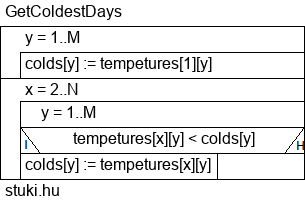 GetColdestDays
y = 1..M
colds[y] := tempetures[1][y]
x = 2..N
y = 1..M
I tempetures[x][y] < colds[y] H
colds[y] := tempetures[x][y]
stuki.hu